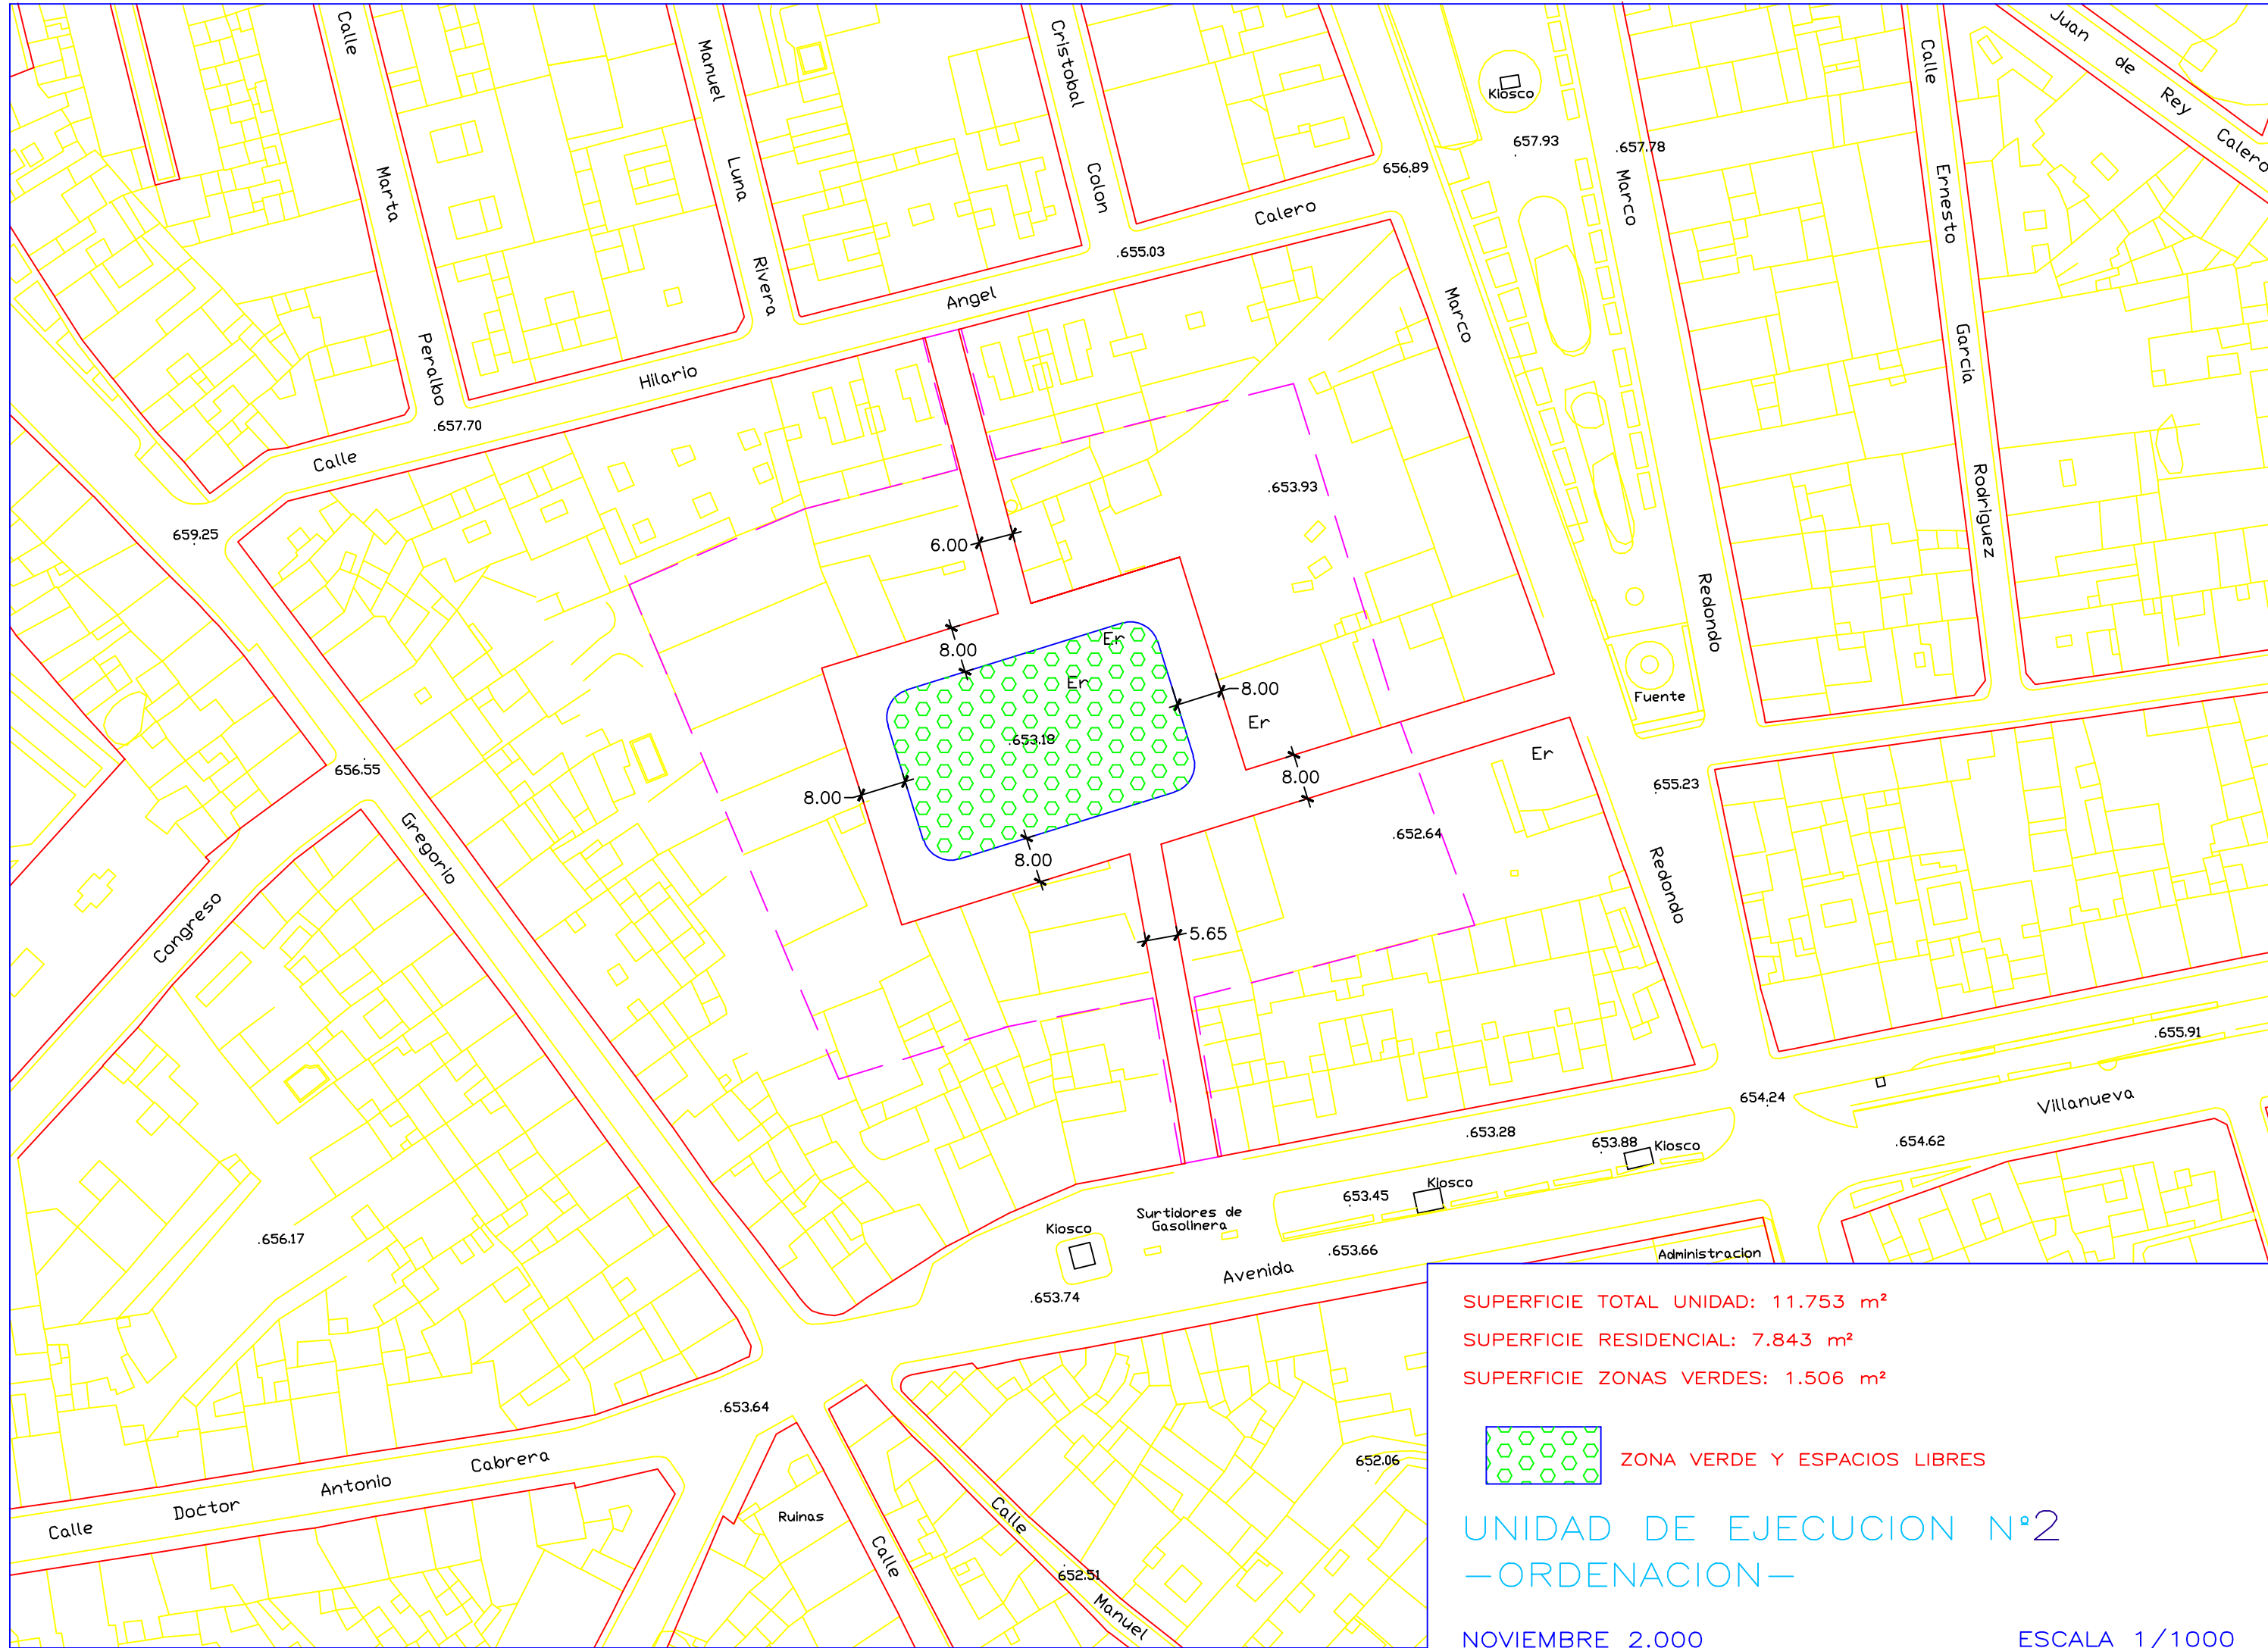 Calle
Marta
Peralbo
Manuel
Luna
Rivera
Cristobal
Colon
Kiosco
657.93
.657.78
656.89
Marco
Redondo
Calle
Ernesto
Garcia
Rodriguez
Juan
de
Rey
Calero
Calle
Hilario
Angel
Calero
.655.03
.657.70
659.25
Marco
Redondo
.653.93
6.00
8.00
Er
Er
8.00
Er
.653.18
8.00
8.00
8.00
Er
Fuente
655.23
.652.64
656.55
Gregorio
Congreso
5.65
.655.91
654.24
Villanueva
.654.62
.653.28
653.88
Kiosco
653.45
Kiosco
Surtidores de
Gasolinera
Kiosco
.653.66
Administracion
Avenida
.653.74
.656.17
.653.64
652.06
Calle
Doctor
Antonio
Cabrera
Ruinas
Calle
Calle
Manuel
652.51
SUPERFICIE TOTAL UNIDAD: 11.753 m²
SUPERFICIE RESIDENCIAL: 7.843 m²
SUPERFICIE ZONAS VERDES: 1.506 m²
ZONA VERDE Y ESPACIOS LIBRES
UNIDAD DE EJECUCION Nº2
-ORDENACION-
NOVIEMBRE 2.000
ESCALA 1/1000